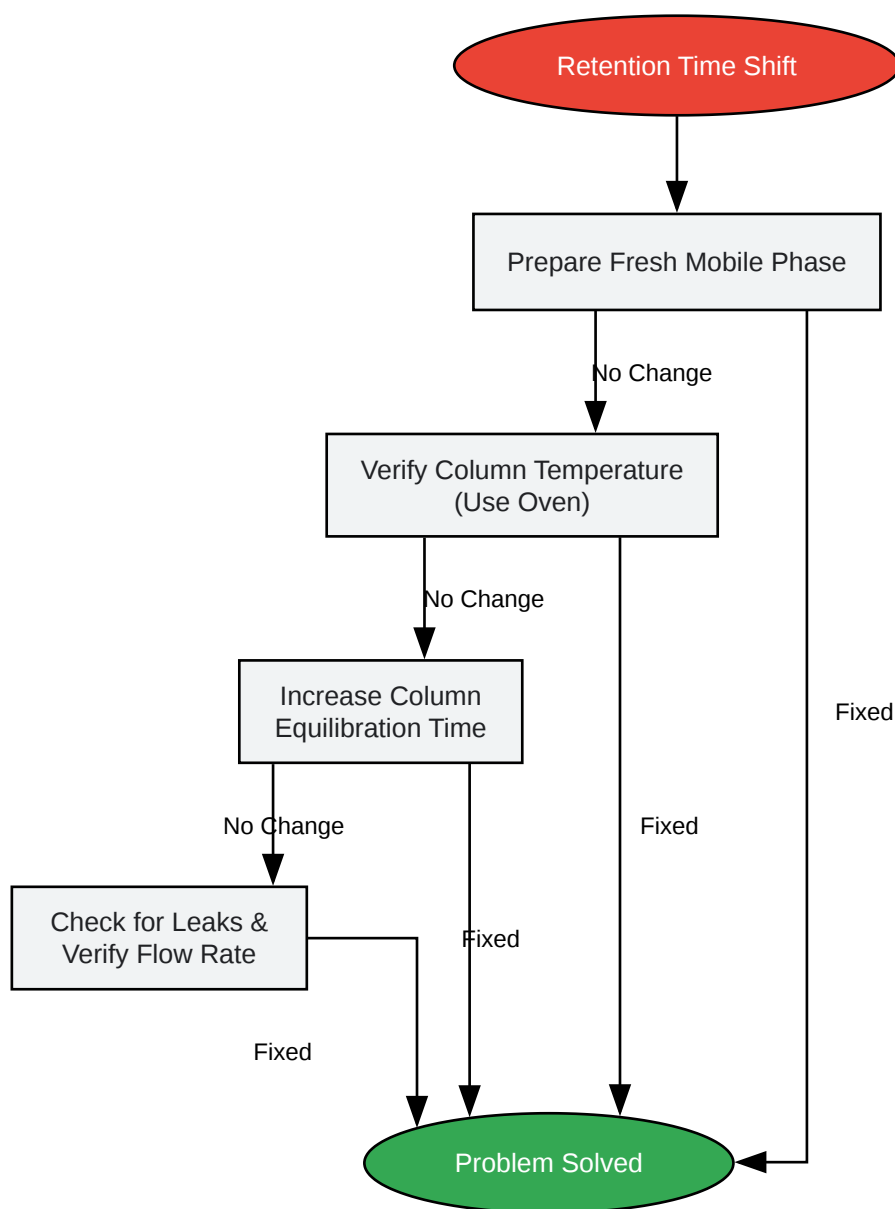 Retention Time Shift
Prepare Fresh Mobile Phase
No Change
Verify Column Temperature
(Use Oven)
No Change
Increase Column
Equilibration Time
Fixed
No Change
Fixed
Check for Leaks &
Verify Flow Rate
Fixed
Fixed
Problem Solved